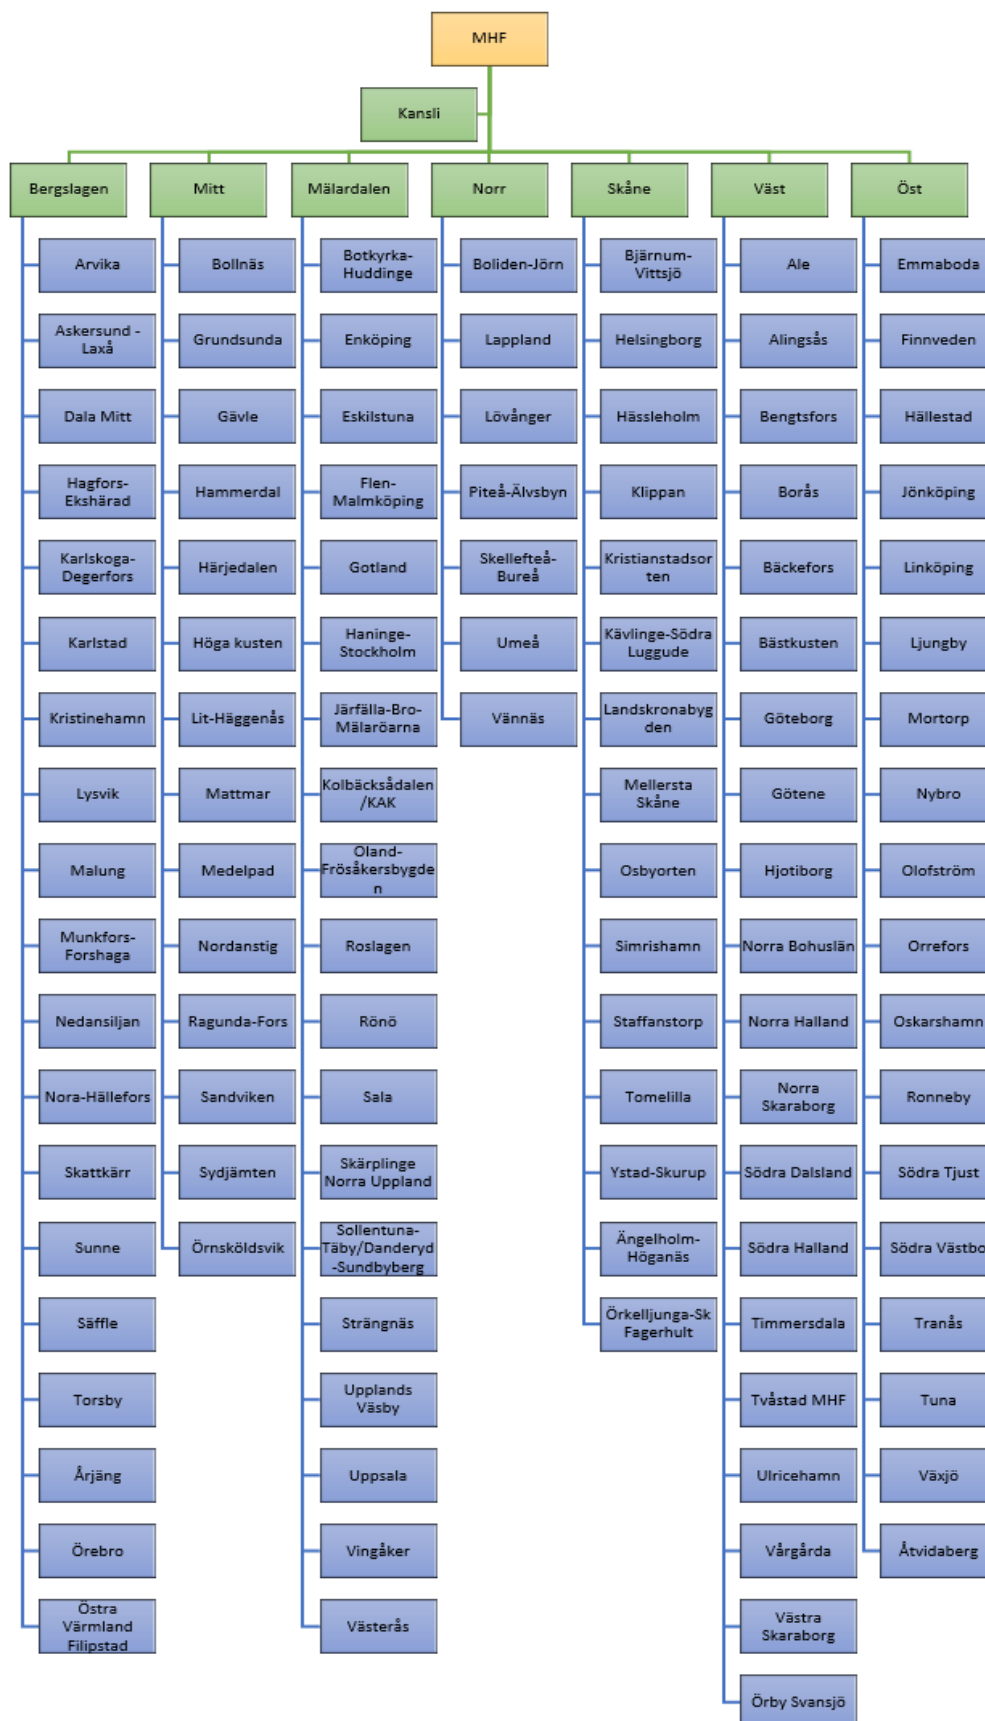 MHF
Kansli
Bergslagen
Mitt
Mälardalen
Norr
Skåne
Väst
Öst
Arvika
Askersund -
Laxå
Dala Mitt
Hagfors-
Ekshärad
Karlskoga-
Degerfors
Karlstad
Kristinehamn
Lysvik
Malung
Munkfors-
Forshaga
Nedansiljan
Nora-Hällefors
Skattkärr
Sunne
Säffle
Torsby
Årjäng
Örebro
Östra
Värmland
Filipstad
Bollnäs
Grundsunda
Gävle
Hammerdal
Härjedalen
Höga kusten
Lit-Häggenås
Mattmar
Medelpad
Nordanstig
Ragunda-Fors
Sandviken
Sydjämten
Örnsköldsvik
Botkyrka-
Huddinge
Enköping
Eskilstuna
Flen-
Malmköping
Gotland
Haninge-
Stockholm
Järfälla-Bro-
Mälaröarna
Kolbäcksådalen
/KAK
Oland-
Frösåkersbygde
n
Roslagen
Rönö
Sala
Skärplinge
Norra Uppland
Sollentuna-
Täby/Danderyd
-Sundbyberg
Strängnäs
Upplands
Väsby
Uppsala
Vingåker
Västerås
Boliden-Jörn
Lappland
Lövånger
Piteå-Älvsbyn
Skellefteå-
Bureå
Umeå
Vännäs
Bjärnum-
Vittsjö
Helsingborg
Hässleholm
Klippan
Kristianstadsor
ten
Kävlinge-Södra
Luggude
Landskronabyg
den
Mellersta
Skåne
Osbyorten
Simrishamn
Staffanstorp
Tomelilla
Ystad-Skurup
Ängelholm-
Höganäs
Örkelljunga-Sk
Fagerhult
Ale
Alingsås
Bengtsfors
Borås
Bäckefors
Bästkusten
Göteborg
Götene
Hjotiborg
Norra Bohuslän
Norra Halland
Norra
Skaraborg
Södra Dalsland
Södra Halland
Timmersdala
Tvåstad MHF
Ulricehamn
Vårgårda
Västra
Skaraborg
Örby Svansjö
Emmaboda
Finnveden
Hällestad
Jönköping
Linköping
Ljungby
Mortorp
Nybro
Olofström
Orrefors
Oskarshamn
Ronneby
Södra Tjust
Södra Västbo
Tranås
Tuna
Växjö
Åtvidaberg